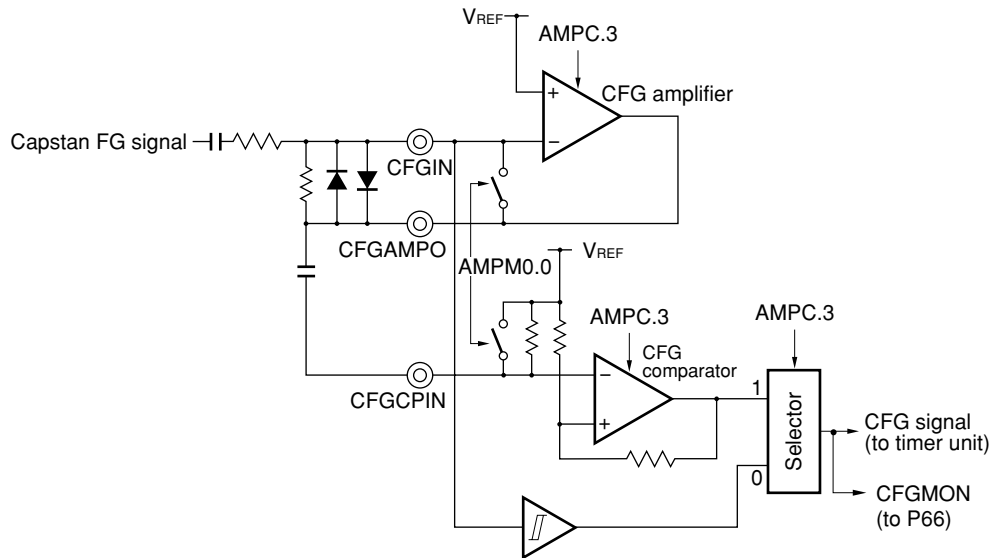 VREF
AMPC.3
+
CFG amplifier
Capstan FG signal
−
CFGIN
CFGAMPO
AMPM0.0
VREF
AMPC.3
AMPC.3
CFG
comparator
−
CFGCPIN
1
+
Selector
CFG signal
(to timer unit)
0
CFGMON
(to P66)